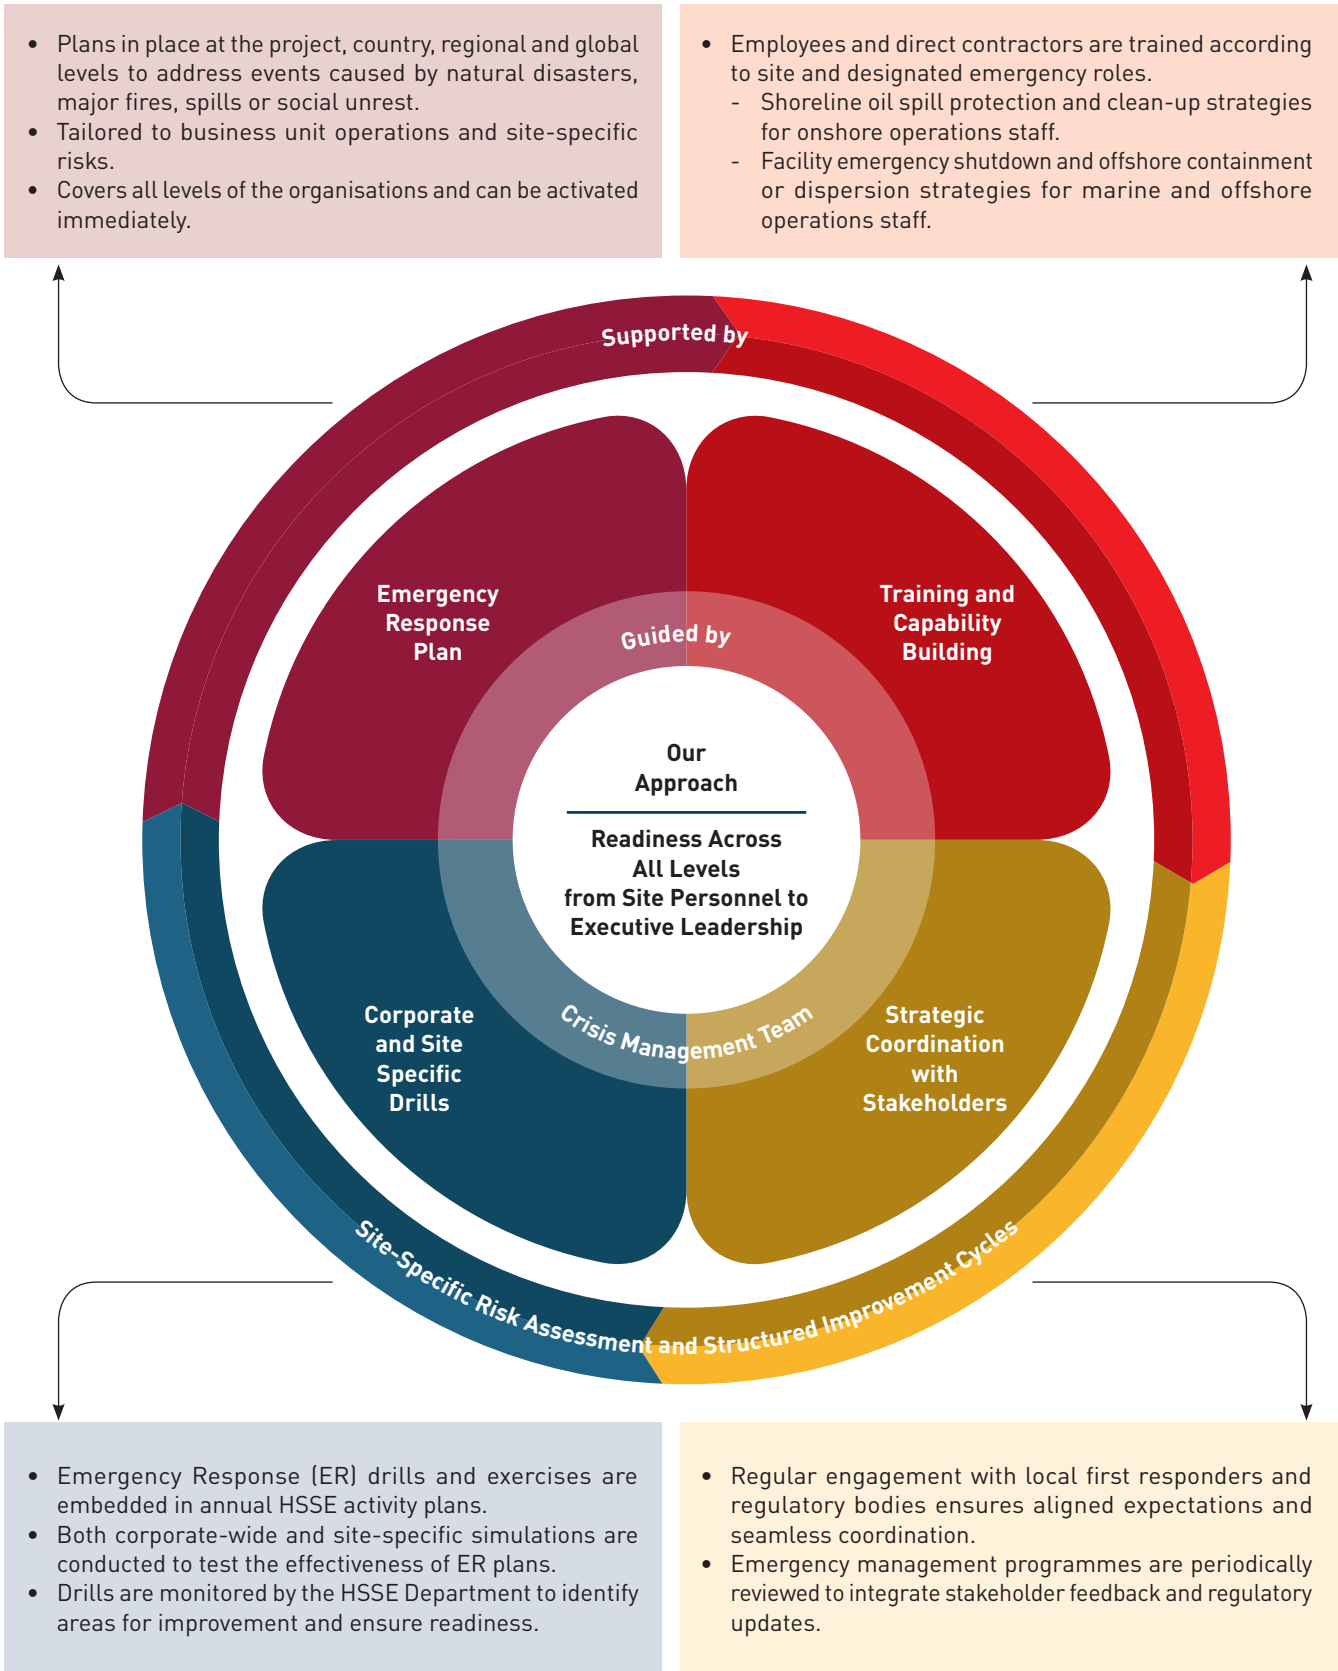 • Plans in place at the project, country, regional and global
levels to address events caused by natural disasters,
major fires, spills or social unrest.
• Tailored to business unit operations and site-specific
risks.
• Covers all levels of the organisations and can be activated
immediately.
• Employees and direct contractors are trained according
to site and designated emergency roles.
- Shoreline oil spill protection and clean-up strategies
for onshore operations staff.
- Facility emergency shutdown and offshore containment
or dispersion strategies for marine and offshore
operations staff.
Supported by
Emergency
Response
Plan
Training and
Capability
Building
Guided by
Our
Approach
Readiness Across
All Levels
from Site Personnel to
Executive Leadership
Crisis Management Team
Corporate
and Site
Specific
Drills
Strategic
Coordination
with
Stakeholders
Site-Specific Risk Assessment and Structured Improvement Cycles
• Emergency Response (ER) drills and exercises are
embedded in annual HSSE activity plans.
• Both corporate-wide and site-specific simulations are
conducted to test the effectiveness of ER plans.
• Drills are monitored by the HSSE Department to identify
areas for improvement and ensure readiness.
• Regular engagement with local first responders and
regulatory bodies ensures aligned expectations and
seamless coordination.
• Emergency management programmes are periodically
reviewed to integrate stakeholder feedback and regulatory
updates.